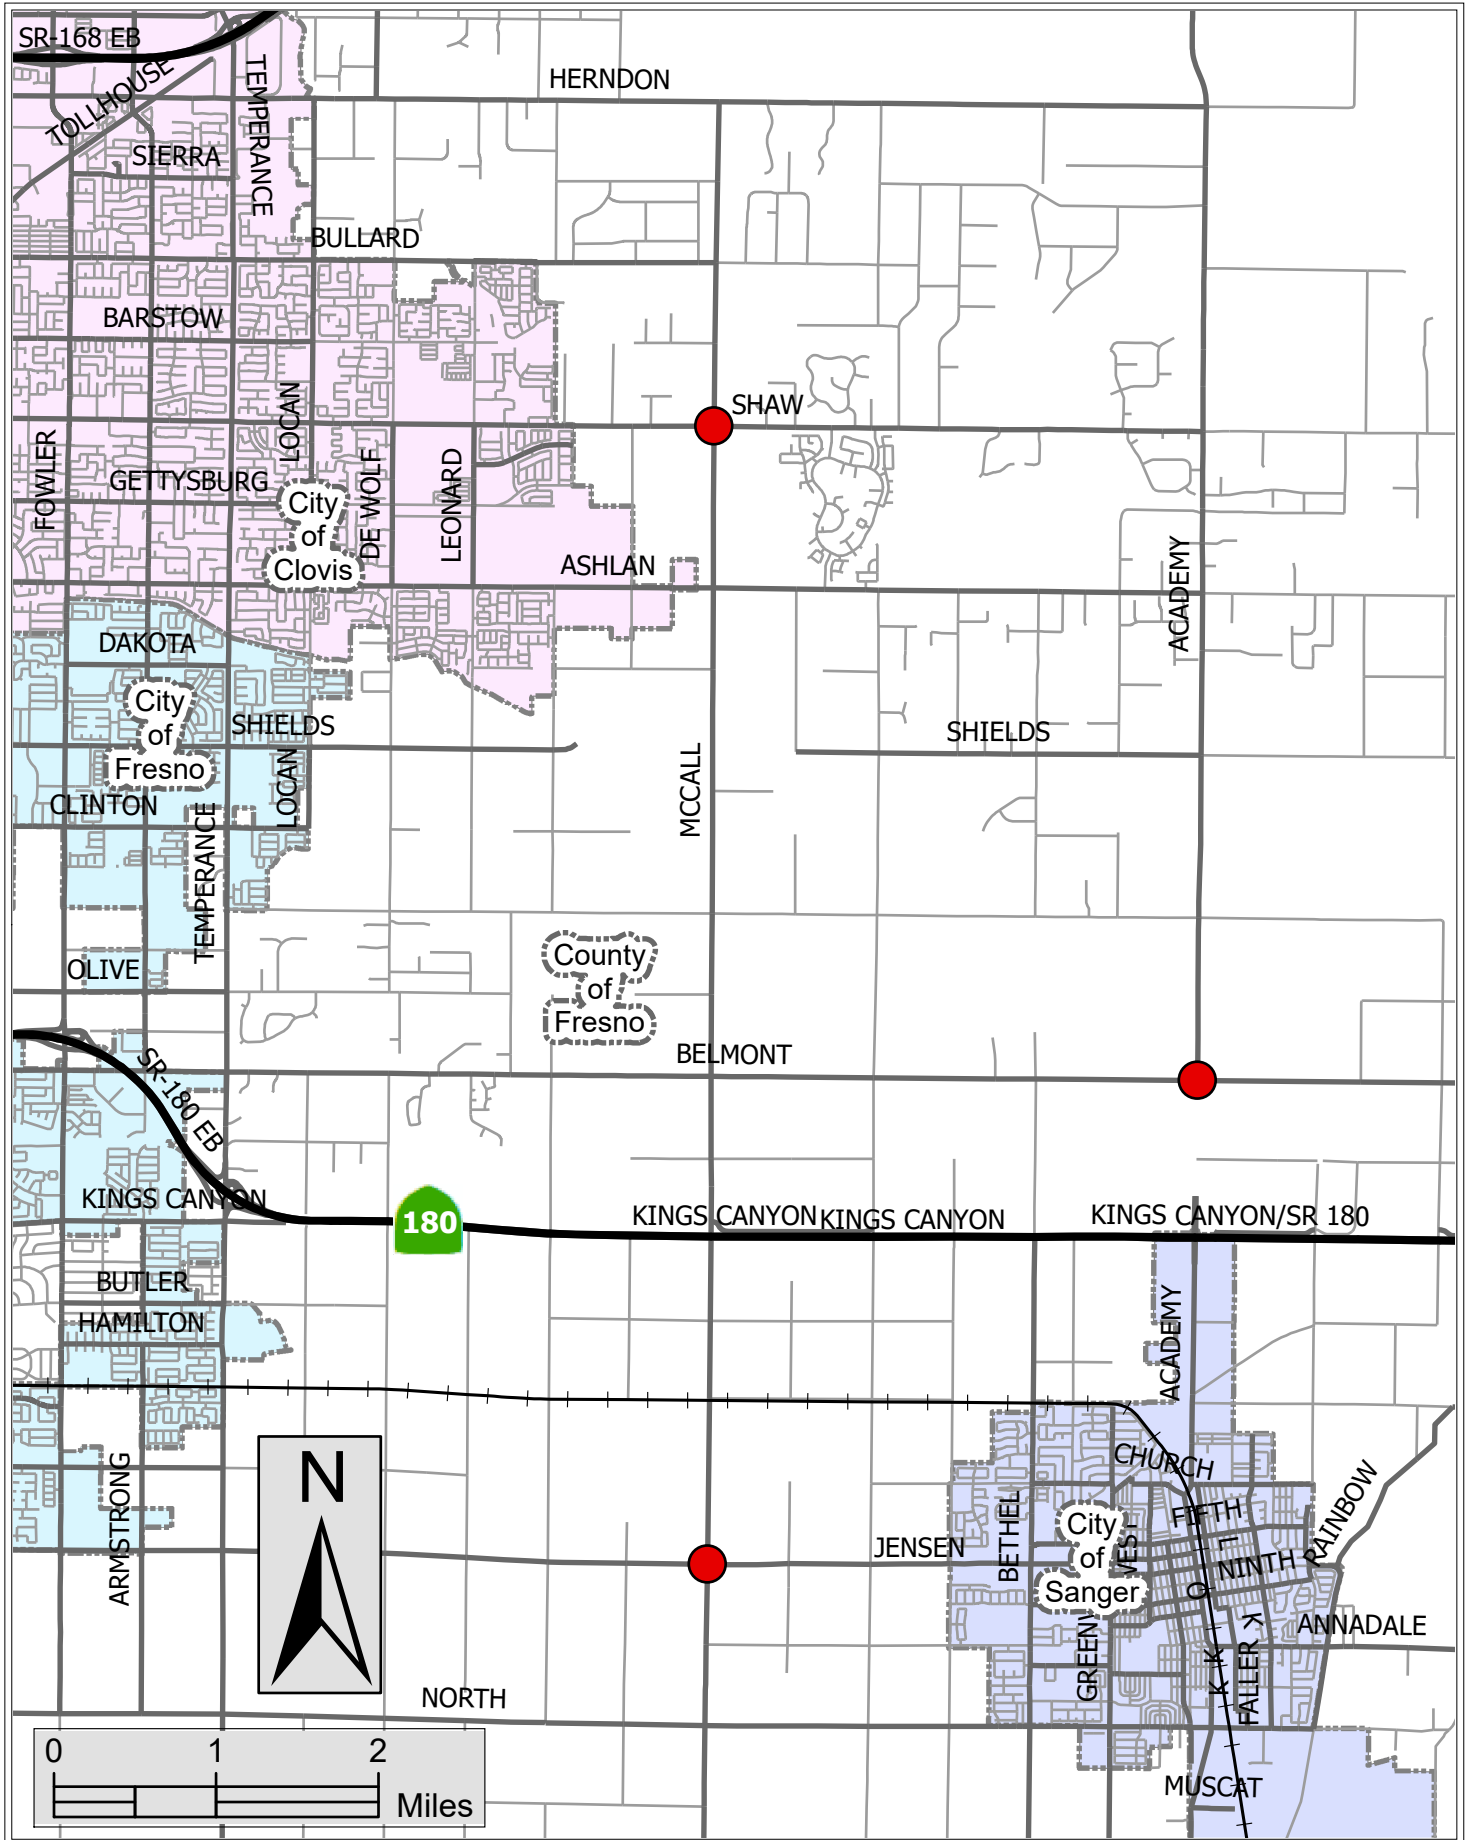 SR-168 EB
TOLLHOUSE
TEMPERANCE
HERNDON
SIERRA
BULLARD
BARSTOW
LOCAN
SHAW
FOWLER
GETTYSBURG
DE WOLF
LEONARD
City
of
Clovis
ASHLAN
ACADEMY
DAKOTA
City
of
Fresno
SHIELDS
SHIELDS
LOCAN
MCCALL
CLINTON
TEMPERANCE
OLIVE
County
of
Fresno
BELMONT
SR-180 EB
KINGS CANYON
180
KINGS CANYON
KINGS CANYON
KINGS CANYON/SR 180
BUTLER
HAMILTON
ACADEMY
CHURCH
N
ARMSTRONG
BETHEL
City
of
Sanger
FIFTH
L
NINTH
RAINBOW
JENSEN
O
ANNADALE
K
K
K
FALLER
NORTH
MUSCAT
0 1 2
Miles